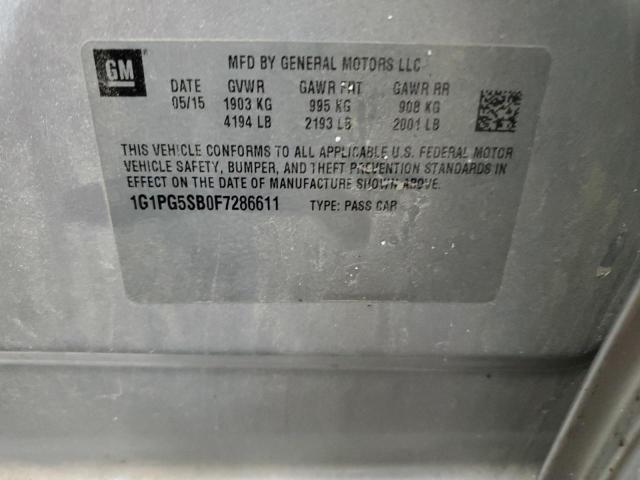 GM
MFD BY GENERAL MOTORS LLC
DATE GVWR GAWR FRT GAWR RR
05/15 1903 KG 995 KG 908 KG
4194 LB 2193 LB 2001 LB
THIS VEHICLE CONFORMS TO ALL APPLICABLE U.S. FEDERAL MOTOR
VEHICLE SAFETY, BUMPER, AND THEFT PREVENTION STANDARDS IN
EFFECT ON THE DATE OF MANUFACTURE SHOWN ABOVE.
1G1PG5SB0F7286611 TYPE: PASS CAR